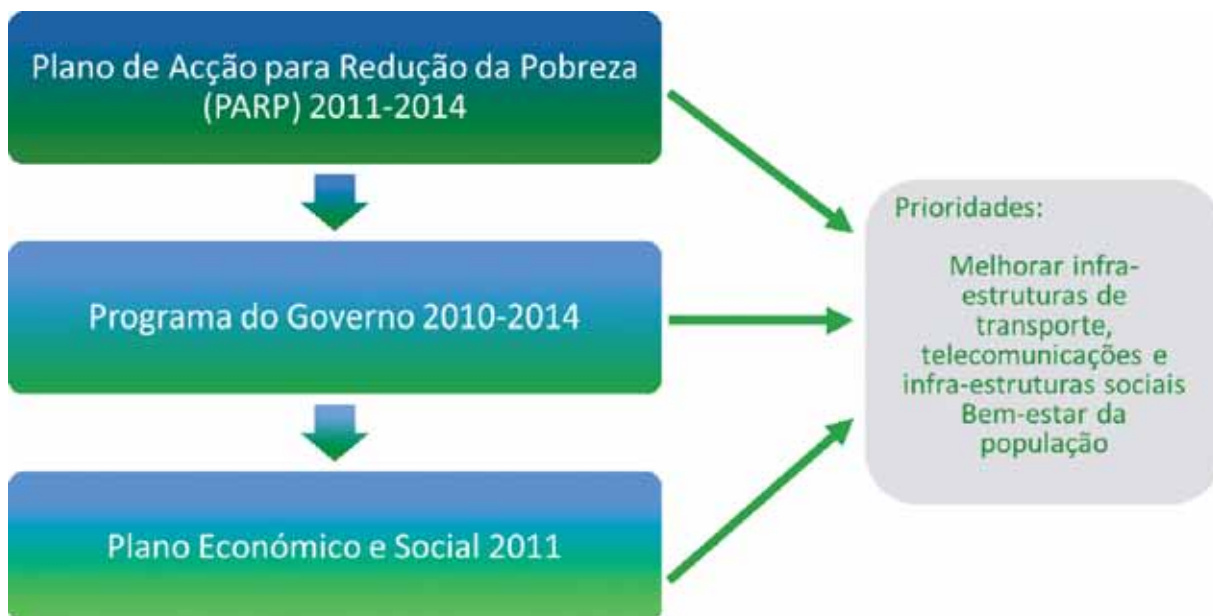 Plano de Acção para Redução da Pobreza
(PARP) 2011-2014
Programa do Governo 2010-2014
Plano Económico e Social 2011
Prioridades:
Melhorar infra-
estruturas de
transporte,
telecomunicações e
infra-estruturas sociais
Bem-estar da
população